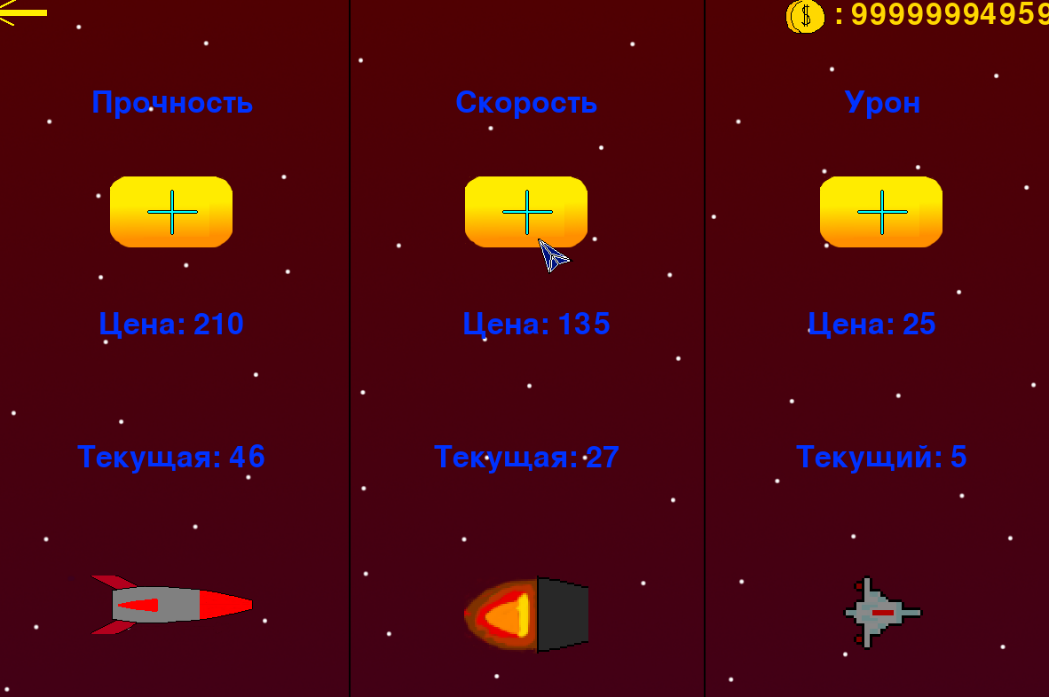 : 99999994959
Прочность
Скорость
Урон
Цена: 210
Цена: 135
Цена: 25
Текущая: 46
Текущая: 27
Текущий: 5